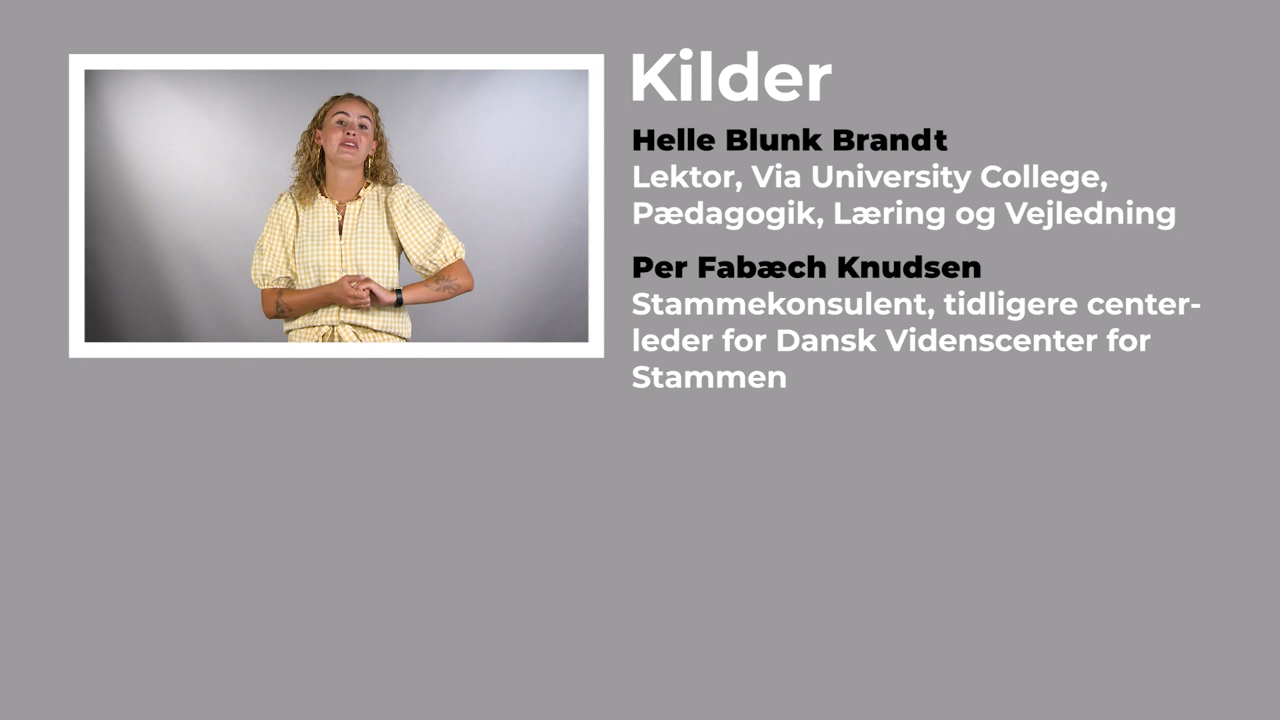 Kilder
Helle Blunk Brandt
Lektor, Via University College,
Pædagogik, Læring og Vejledning
Per Fabæch Knudsen
Stammekonsulent, tidligere center-
leder for Dansk Videnscenter for
Stammen